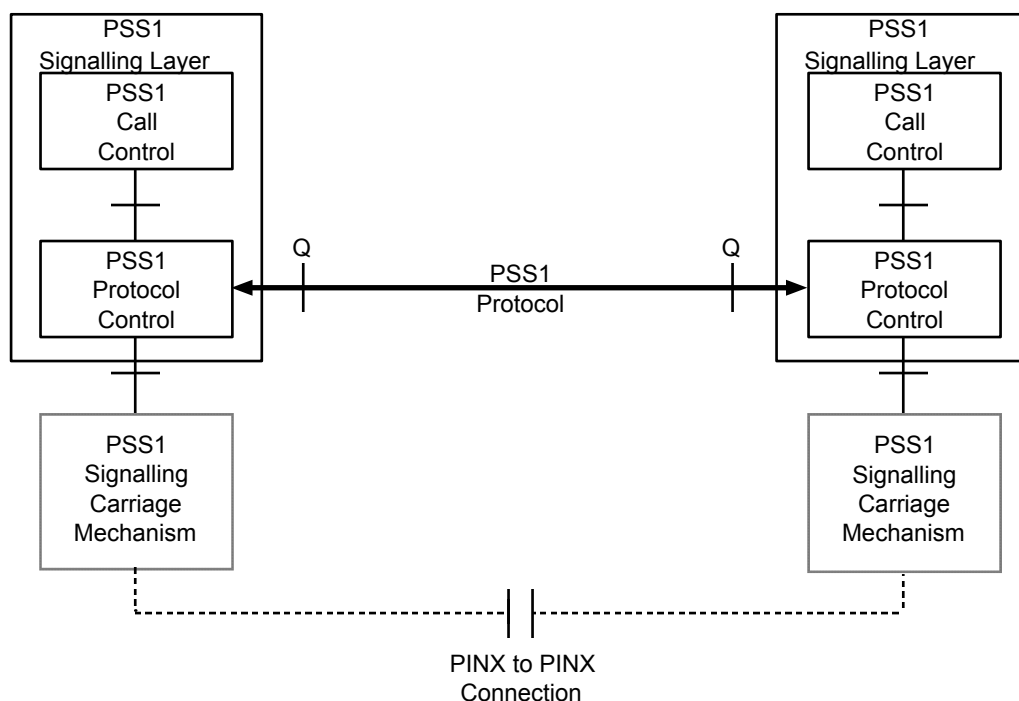 PSS1
Signalling Layer
PSS1
Call
Control
PSS1
Protocol
Control
PSS1
Signalling
Carriage
Mechanism
Q
PSS1
Protocol
Q
PSS1
Signalling Layer
PSS1
Call
Control
PSS1
Protocol
Control
PSS1
Signalling
Carriage
Mechanism
PINX to PINX
Connection